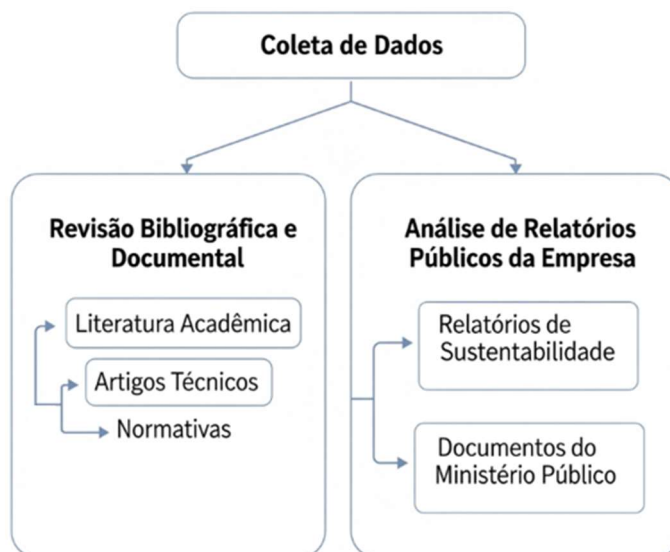 Coleta de Dados
Revisão Bibliográfica e
Documental
Literatura Acadêmica
Artigos Técnicos
Normativas
Análise de Relatórios
Públicos da Empresa
Relatórios de
Sustentabilidade
Documentos do
Ministério Público